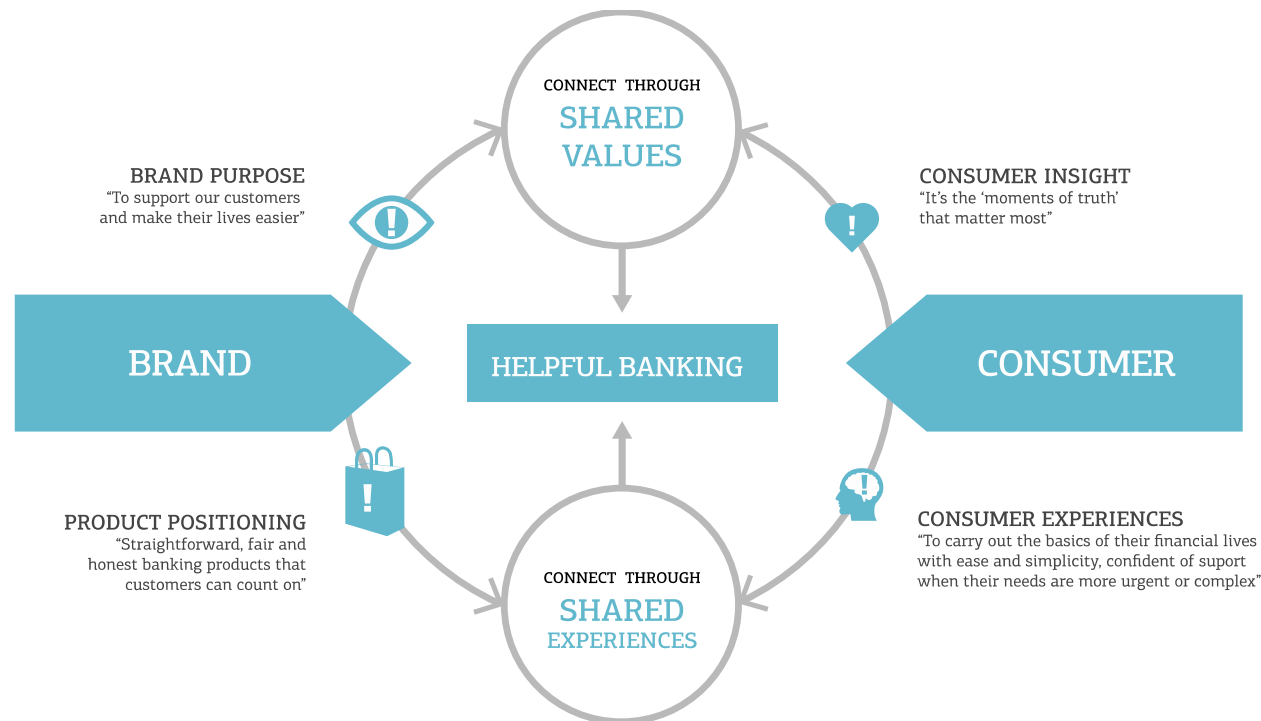 CONNECT THROUGH
SHARED
VALUES
BRAND PURPOSE
“To support our customers
and make their lives easier”
CONSUMER INSIGHT
“It’s the ‘moments of truth’
that matter most”
BRAND
HELPFUL BANKING
CONSUMER
PRODUCT POSITIONING
“Straightforward, fair and
honest banking products that
customers can count on”
CONNECT THROUGH
SHARED
EXPERIENCES
CONSUMER EXPERIENCES
“To carry out the basics of their financial lives
with ease and simplicity, confident of suport
when their needs are more urgent or complex”